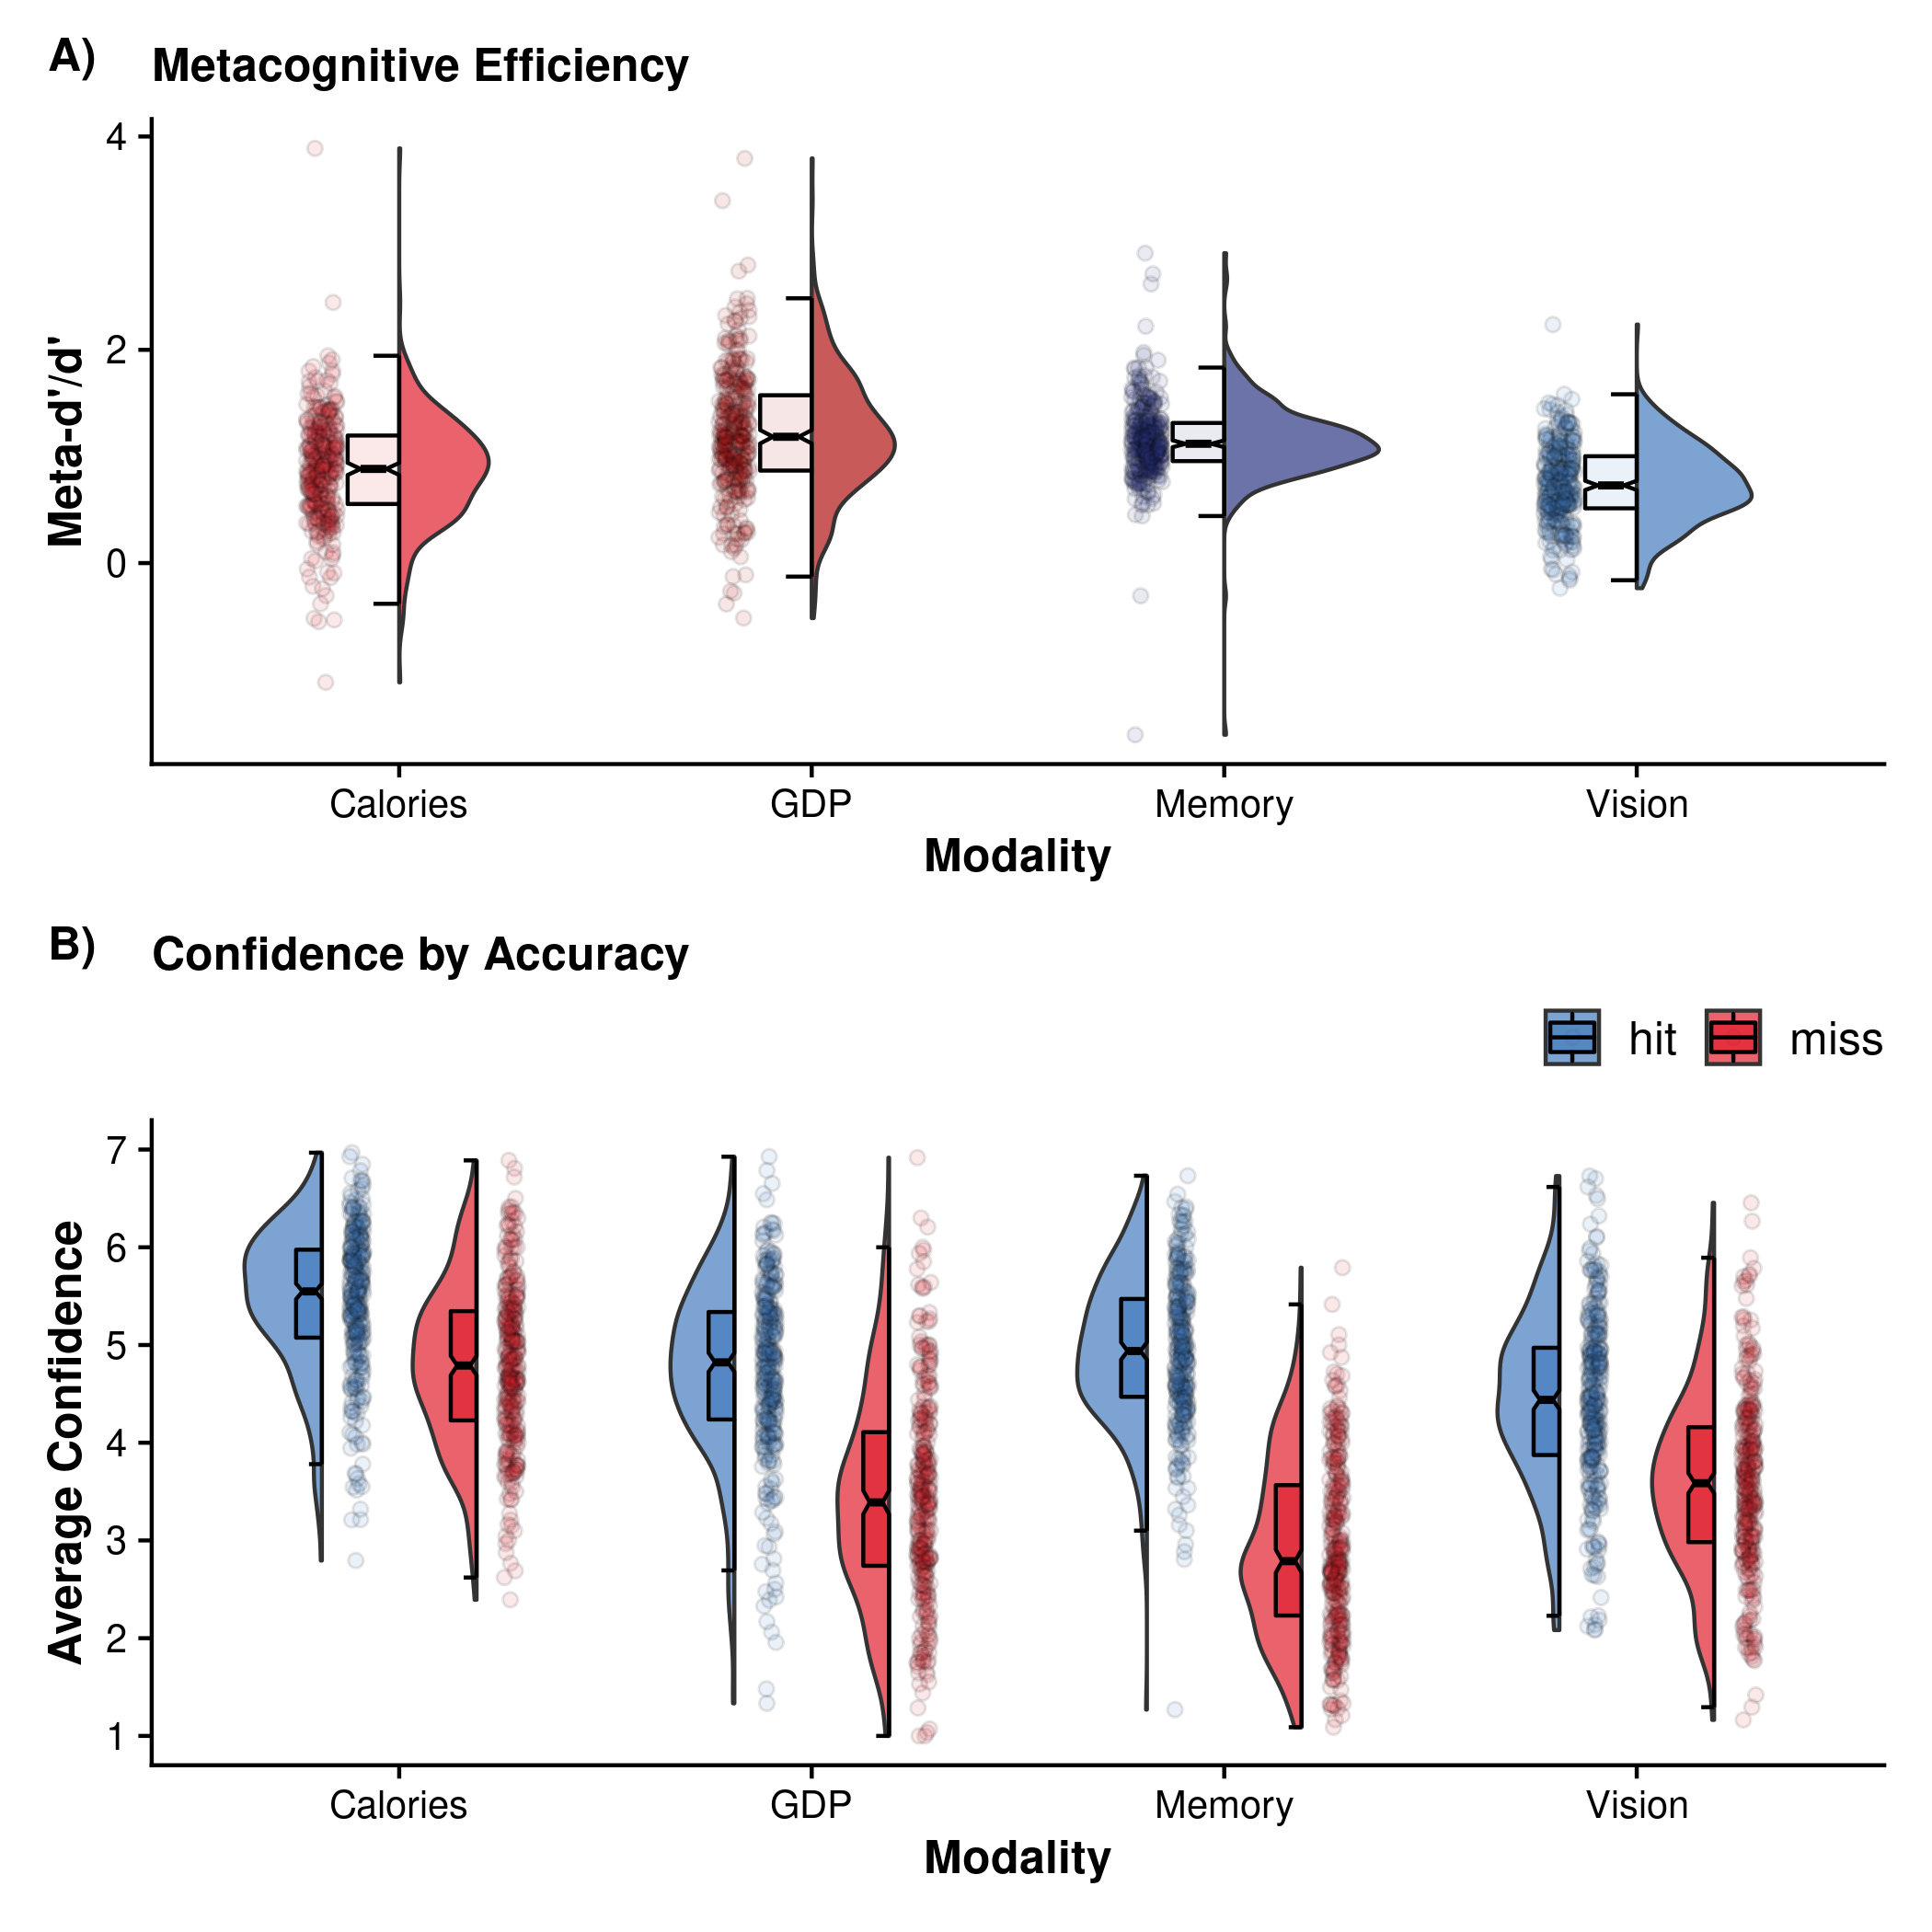 A)
Metacognitive Efficiency
4
2
0
Meta-d'/d'
Calories GDP Memory Vision
Modality
B)
Confidence by Accuracy
hit miss
7
6
5
4
3
2
1
Average Confidence
Calories GDP Memory Vision
Modality